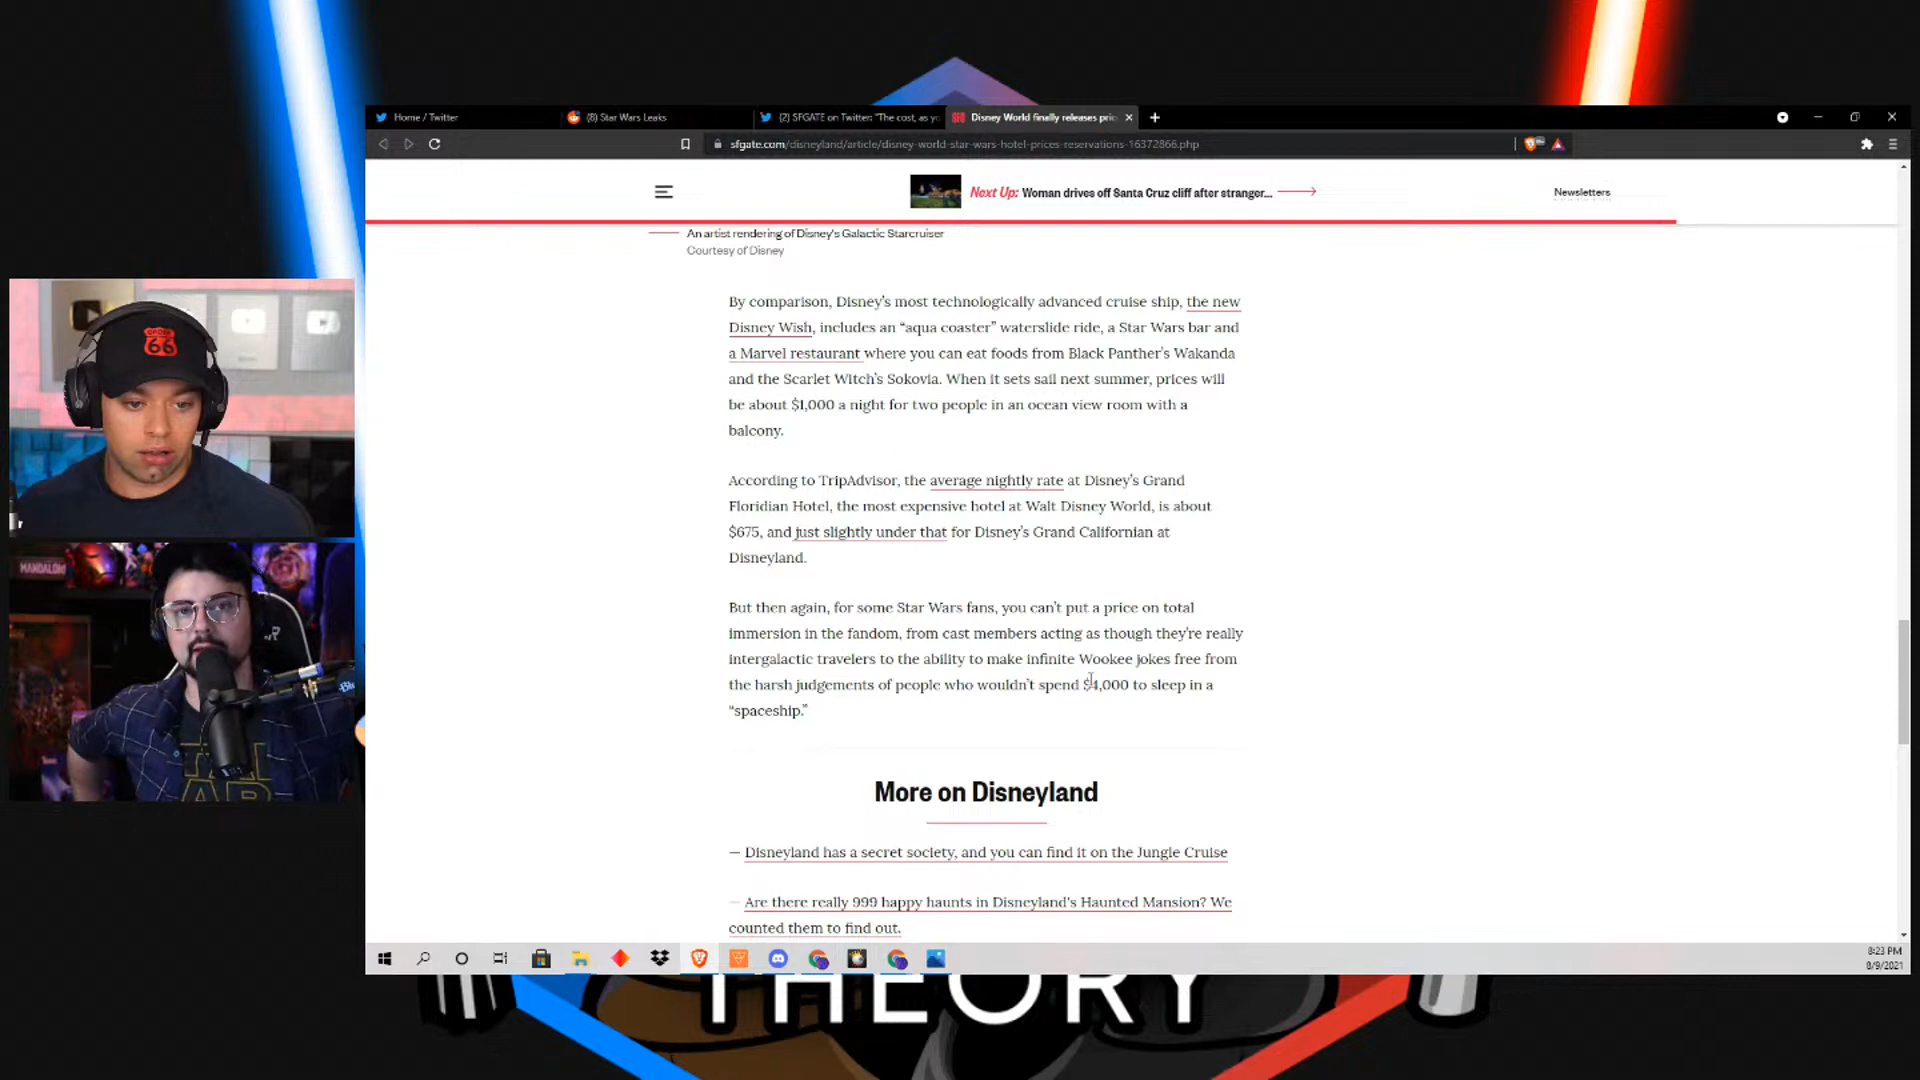 Home / Twitter
(8) Star Wars Leaks
(2) SFGATE on Twitter: "The cost, as yo
Disney World finally releases pric
sfgate.com/disneyland/article/disney-world-star-wars-hotel-prices-reservations-16372866.php
Next Up: Woman drives off Santa Cruz cliff after stranger...
Newsletters
An artist rendering of Disney's Galactic Starcruiser
Courtesy of Disney
By comparison, Disney's most technologically advanced cruise ship, the new
Disney Wish, includes an "aqua coaster" waterslide ride, a Star Wars bar and
a Marvel restaurant where you can eat foods from Black Panther's Wakanda
and the Scarlet Witch's Sokovia. When it sets sail next summer, prices will
be about $1,000 a night for two people in an ocean view room with a
balcony.
According to TripAdvisor, the average nightly rate at Disney's Grand
Floridian Hotel, the most expensive hotel at Walt Disney World, is about
$675, and just slightly under that for Disney's Grand Californian at
Disneyland.
But then again, for some Star Wars fans, you can't put a price on total
immersion in the fandom, from cast members acting as though they're really
intergalactic travelers to the ability to make infinite Wookee jokes free from
the harsh judgements of people who wouldn't spend $4,000 to sleep in a
"spaceship."
More on Disneyland
— Disneyland has a secret society, and you can find it on the Jungle Cruise
— Are there really 999 happy haunts in Disneyland's Haunted Mansion? We
counted them to find out.
8:23 PM
8/9/2021
66
MANDALO
THEORY